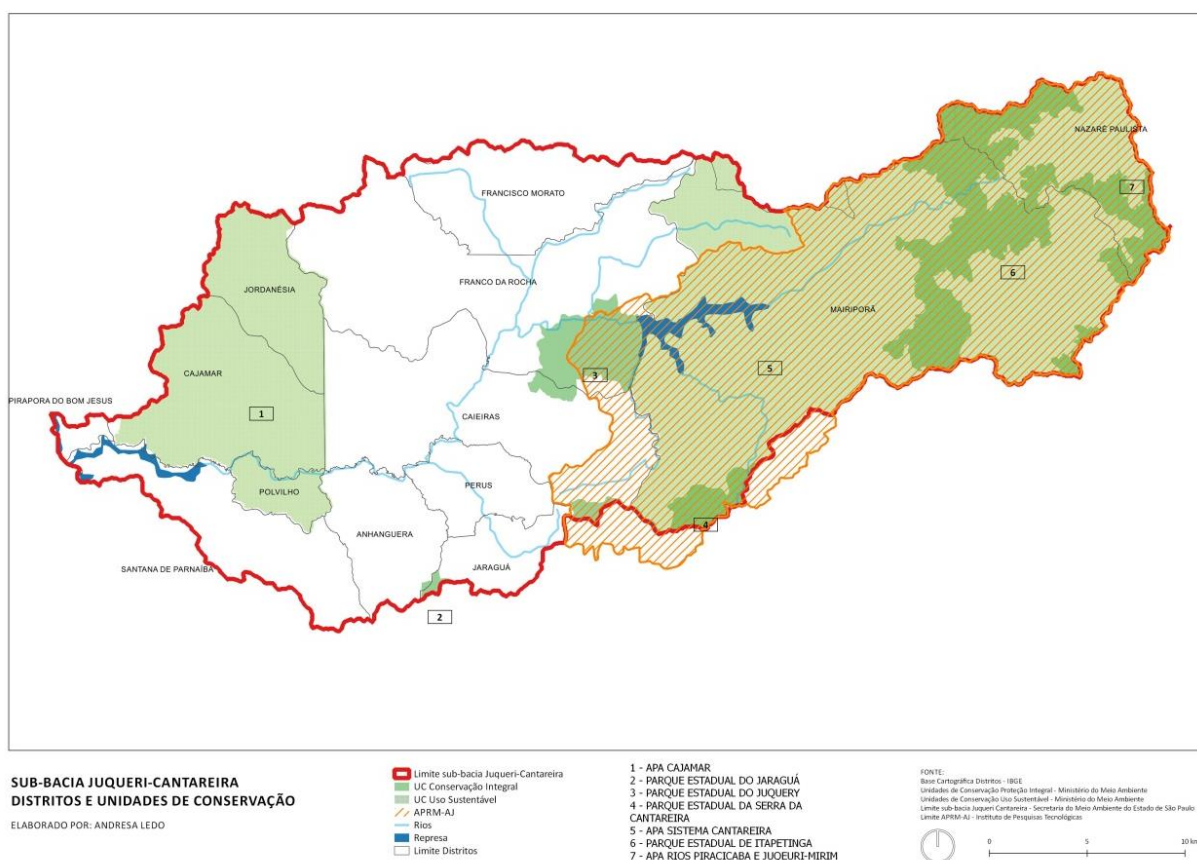 NAZARÉ PAULISTA
7
FRANCISCO MORATO
JORDANÉSIA
FRANCO DA ROCHA
6
MAIRIPORÃ
CAJAMAR
3
5
PIRAPORA DO BOM JESUS
1
CAIEIRAS
PERUS
POLVILHO
4
ANHANGUERA
SANTANA DE PARNAÍBA
JARAGUÁ
2
SUB-BACIA JUQUERI-CANTAREIRA
DISTRITOS E UNIDADES DE CONSERVAÇÃO
ELABORADO POR: ANDRESA LEDO
Limite sub-bacia Juqueri-Cantareira
UC Conservação Integral
UC Uso Sustentável
APRM-AJ
Rios
Represa
Limite Distritos
1 - APA CAJAMAR
2 - PARQUE ESTADUAL DO JARAGUÁ
3 - PARQUE ESTADUAL DO JUQUERY
4 - PARQUE ESTADUAL DA SERRA DA
CANTAREIRA
5 - APA SISTEMA CANTAREIRA
6 - PARQUE ESTADUAL DE ITAPETINGA
7 - APA RIOS PIRACICABA E JUQEURI-MIRIM
FONTE:
Base Cartográfica Distritos - IBGE
Unidades de Conservação Proteção Integral - Ministério do Meio Ambiente
Unidades de Conservação Uso Sustentável - Ministério do Meio Ambiente
Limite sub-bacia Juqueri Cantareira - Secretaria do Meio Ambiente do Estado de São Paulo
Limite APRM-AJ - Instituto de Pesquisas Tecnológicas
0 5 10 km